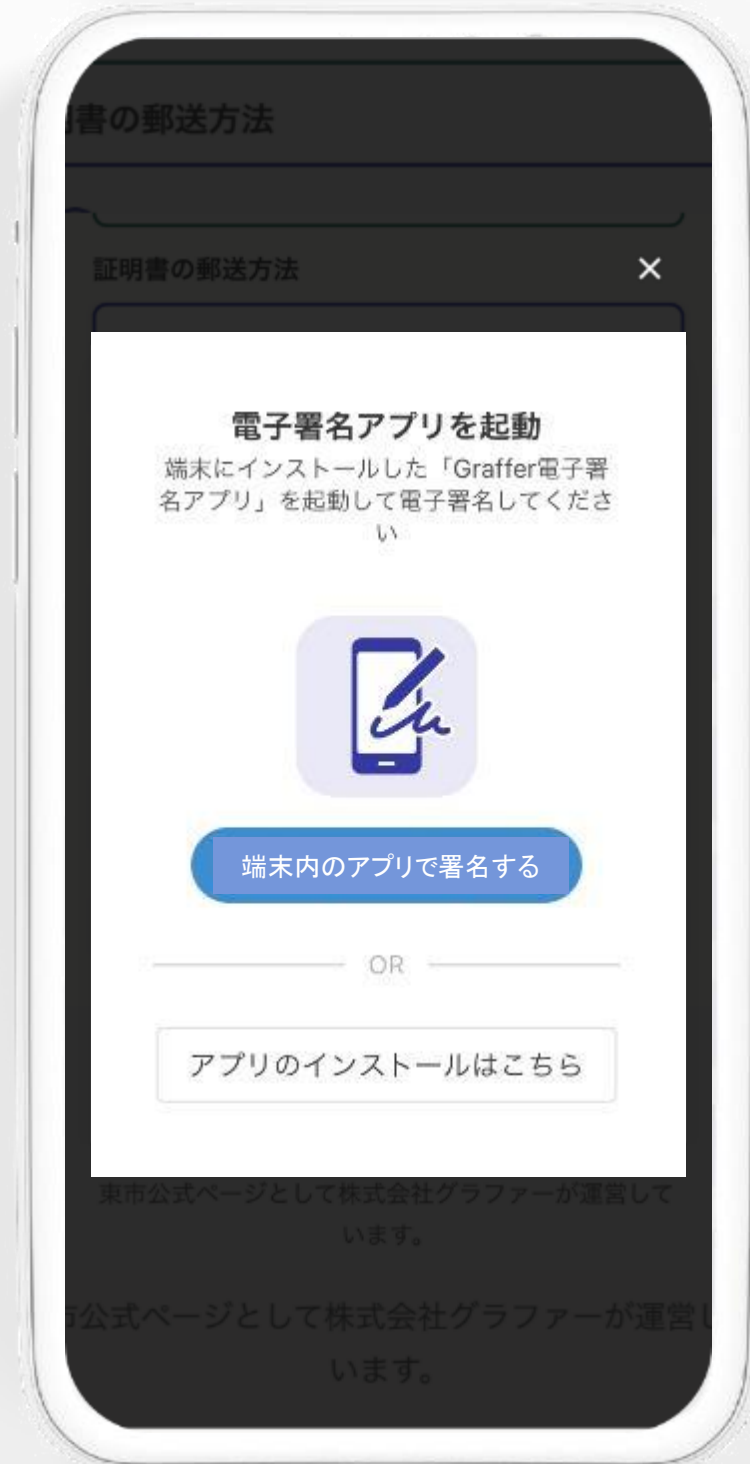 書の郵送方法
証明書の郵送方法
電子署名アプリを起動
端末にインストールした「Graffer電子署
名アプリ」を起動して電子署名してくださ
い
端末内のアプリで署名する
OR
アプリのインストールはこちら
東市公式ページとして株式会社グラファーが運営して
います。
市公式ページとして株式会社グラファーが運営し
います。